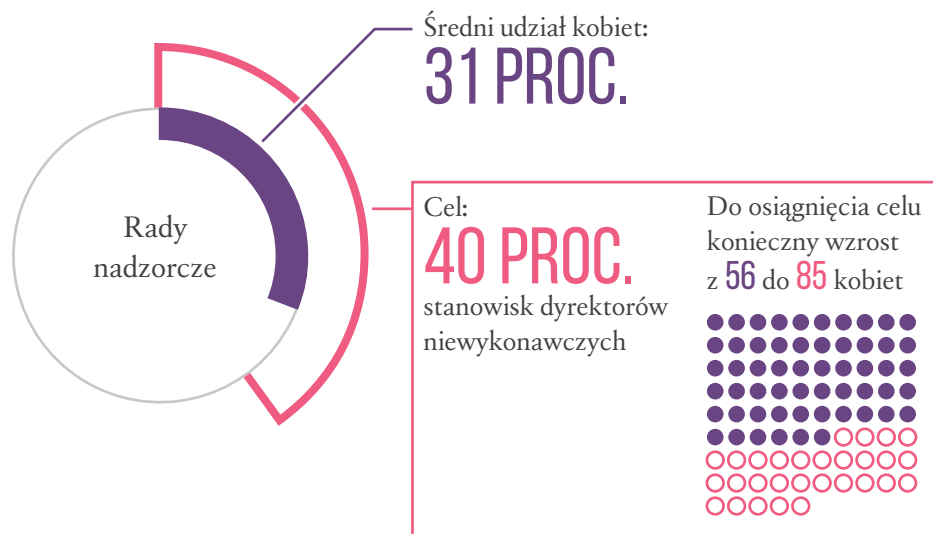 Średni udział kobiet:
31 PROC.
Rady
nadzorcze
Cel:
40 PROC.
stanowisk dyrektorów
niewykonawczych
Do osiągnięcia celu
konieczny wzrost
z 56 do 85 kobiet